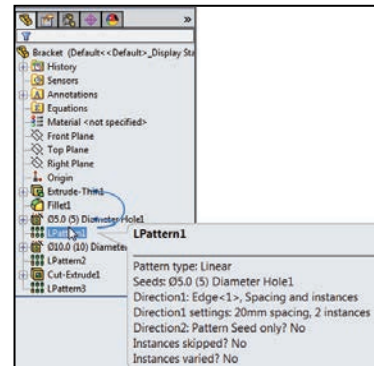 »
Bracket (Default<<Default>_Display Sta
History
Sensors
Annotations
Equations
Material <not specified>
Front Plane
Top Plane
Right Plane
Origin
Extrude-Thin1
Fillet1
Ø5.0 (5) Diameter Hole1
LPattern1
Ø10.0 (10) Diamete
LPattern2
Cut-Extrude1
LPattern3
LPattern1
Pattern type: Linear
Seeds: Ø5.0 (5) Diameter Hole1
Direction1: Edge<1>, Spacing and instances
Direction1 settings: 20mm spacing, 2 instances
Direction2: Pattern Seed only? No
Instances skipped? No
Instances varied? No